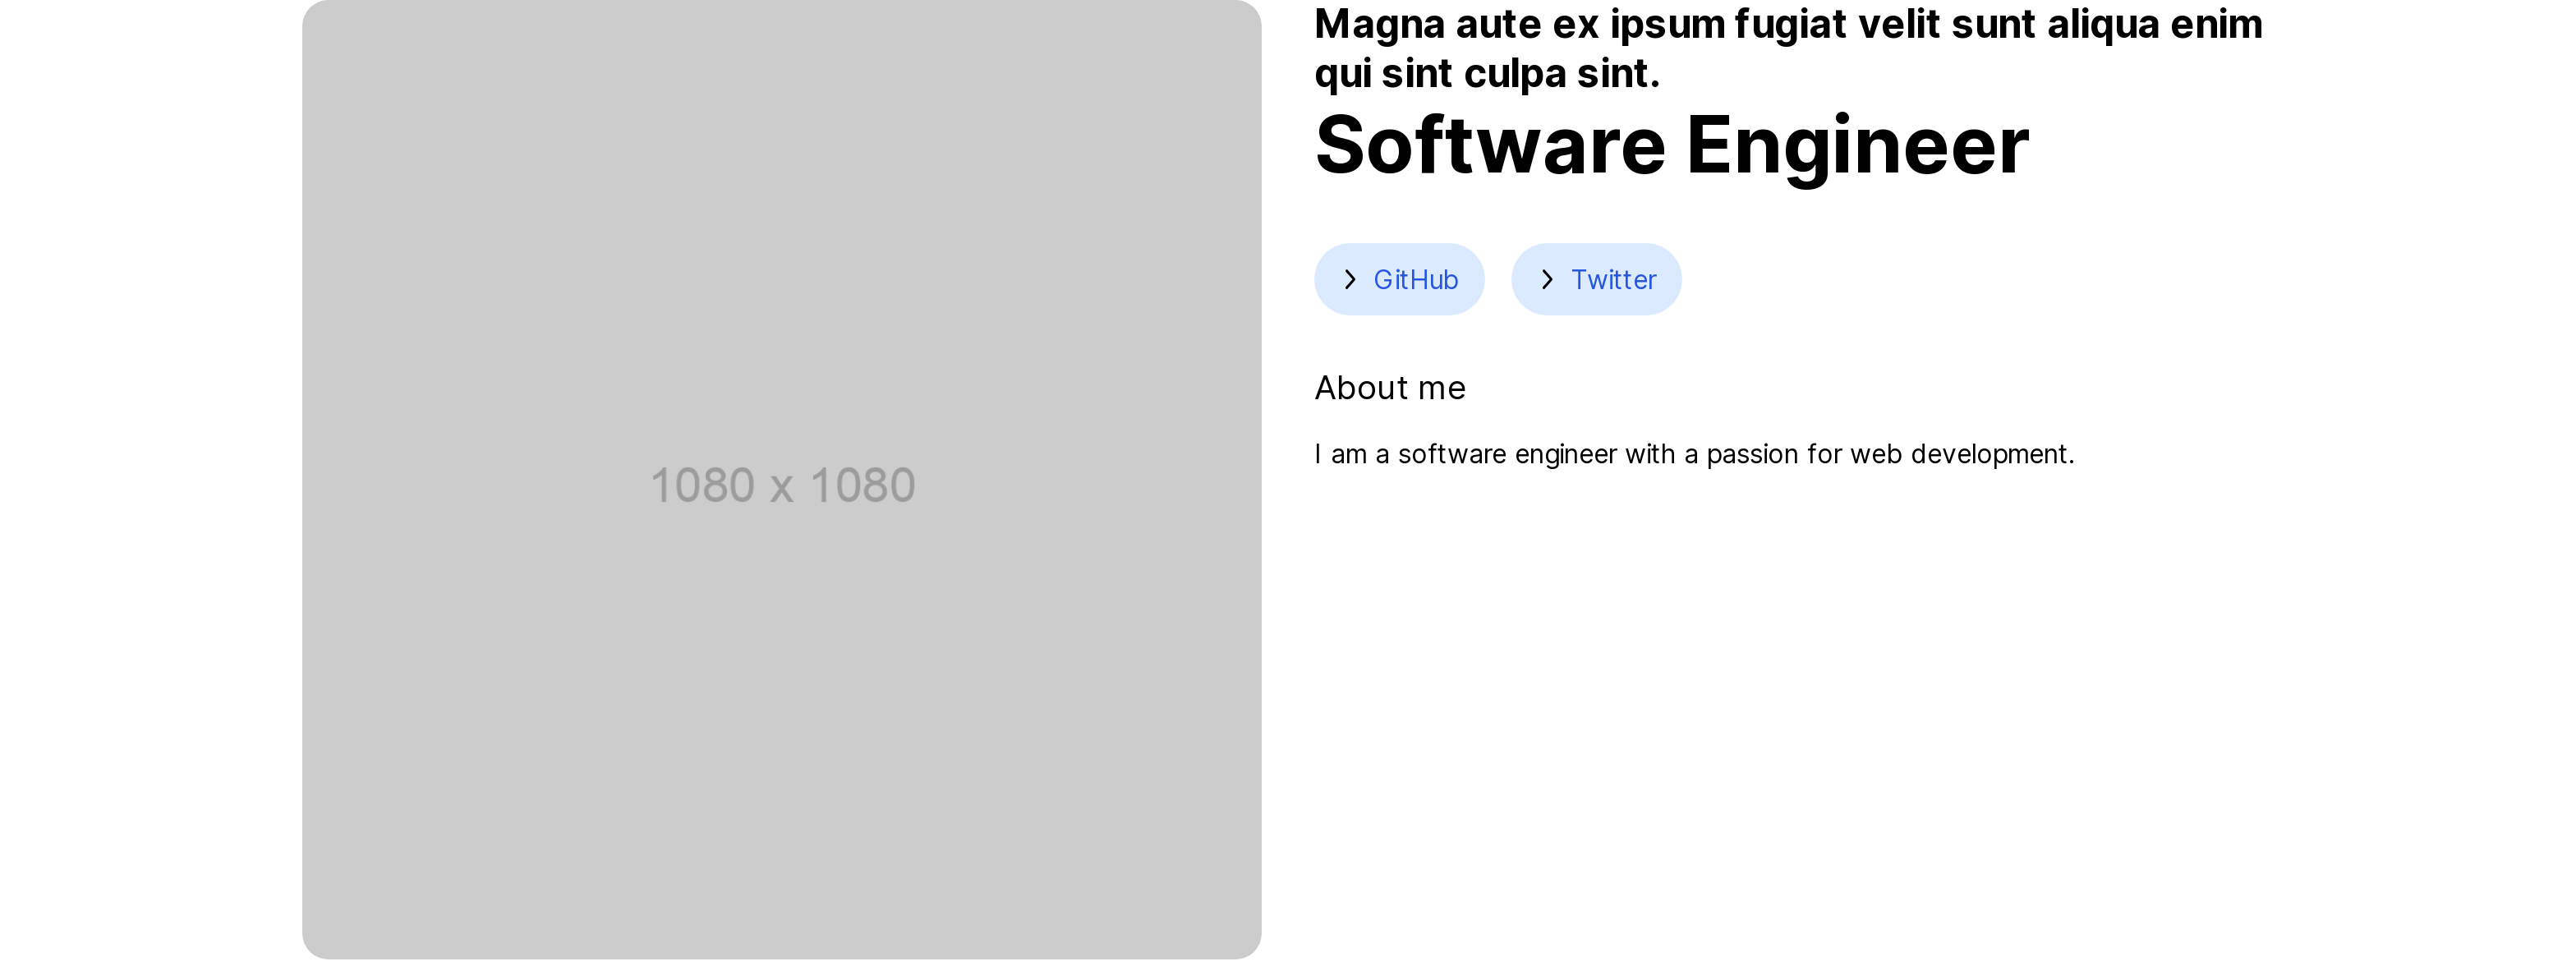 1080 x 1080
Magna aute ex ipsum fugiat velit sunt aliqua enim
qui sint culpa sint.
Software Engineer
GitHub
Twitter
About me
I am a software engineer with a passion for web development.